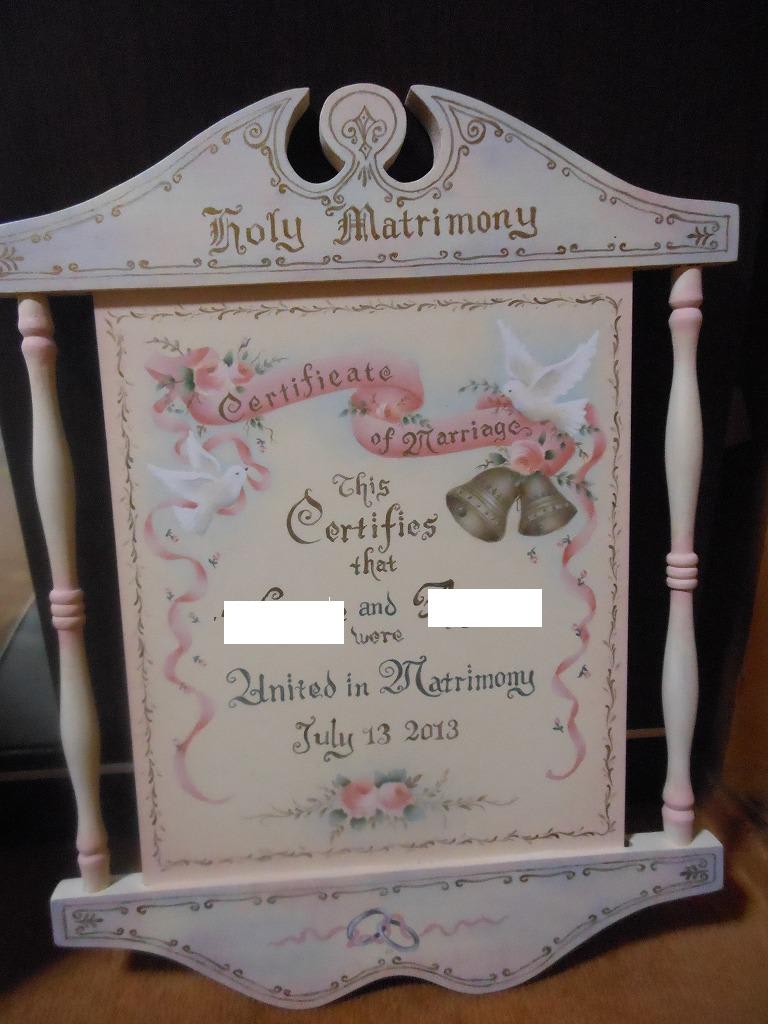 Holy Matrimony
Certificate
of Marriage
This
Certifies
that
and
were
United in Matrimony
July 13 2013